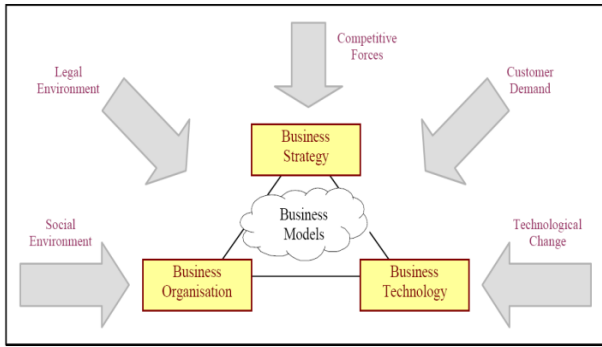 Competitive
Forces
Legal
Environment
Customer
Demand
Business
Strategy
Business
Models
Social
Environment
Technological
Change
Business
Organisation
Business
Technology